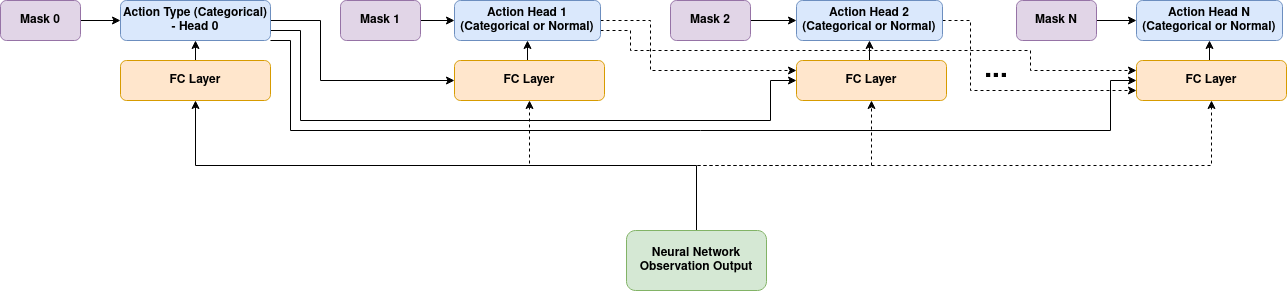 Mask 0
Action Type (Categorical)
- Head 0
Mask 1
Action Head 1
(Categorical or Normal)
Mask 2
Action Head 2
(Categorical or Normal)
Mask N
Action Head N
(Categorical or Normal)
FC Layer
FC Layer
FC Layer
...
FC Layer
Neural Network
Observation Output